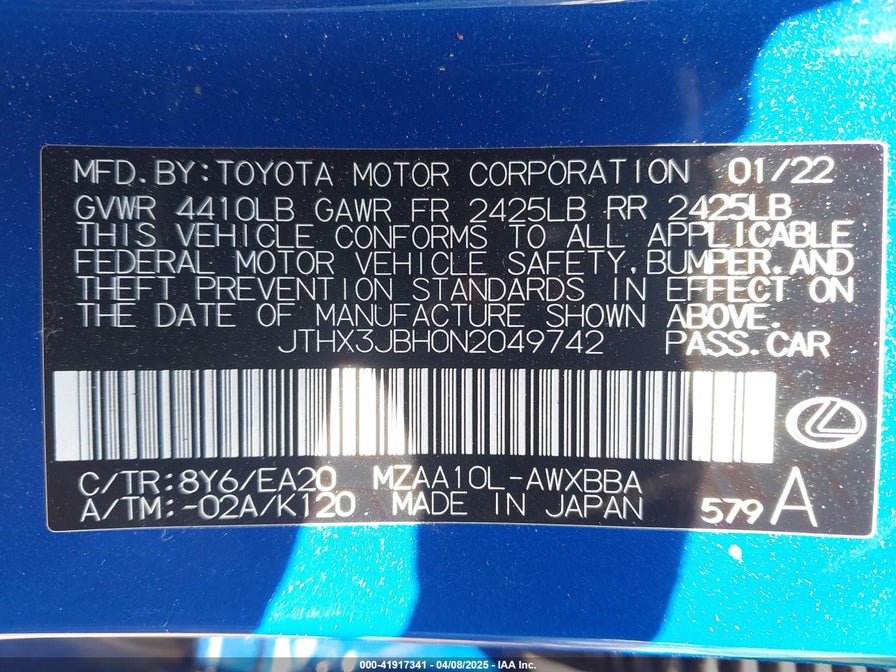 MFD.BY:TOYOTA MOTOR CORPORATION 01/22
GVWR 4410LB GAWR FR 2425LB RR 2425LB
THIS VEHICLE CONFORMS TO ALL APPLICABLE
FEDERAL MOTOR VEHICLE SAFETY,BUMPER,AND
THEFT PREVENTION STANDARDS IN EFFECT ON
THE DATE OF MANUFACTURE SHOWN ABOVE.
JTHX3JBH0N2049742 PASS.CAR
C/TR:8Y6/EA20 MZAA10L-AWXBBA
A/TM:-02A/K120 MADE IN JAPAN 579 A
000-41917341 - 04/08/2025 - IAA Inc.